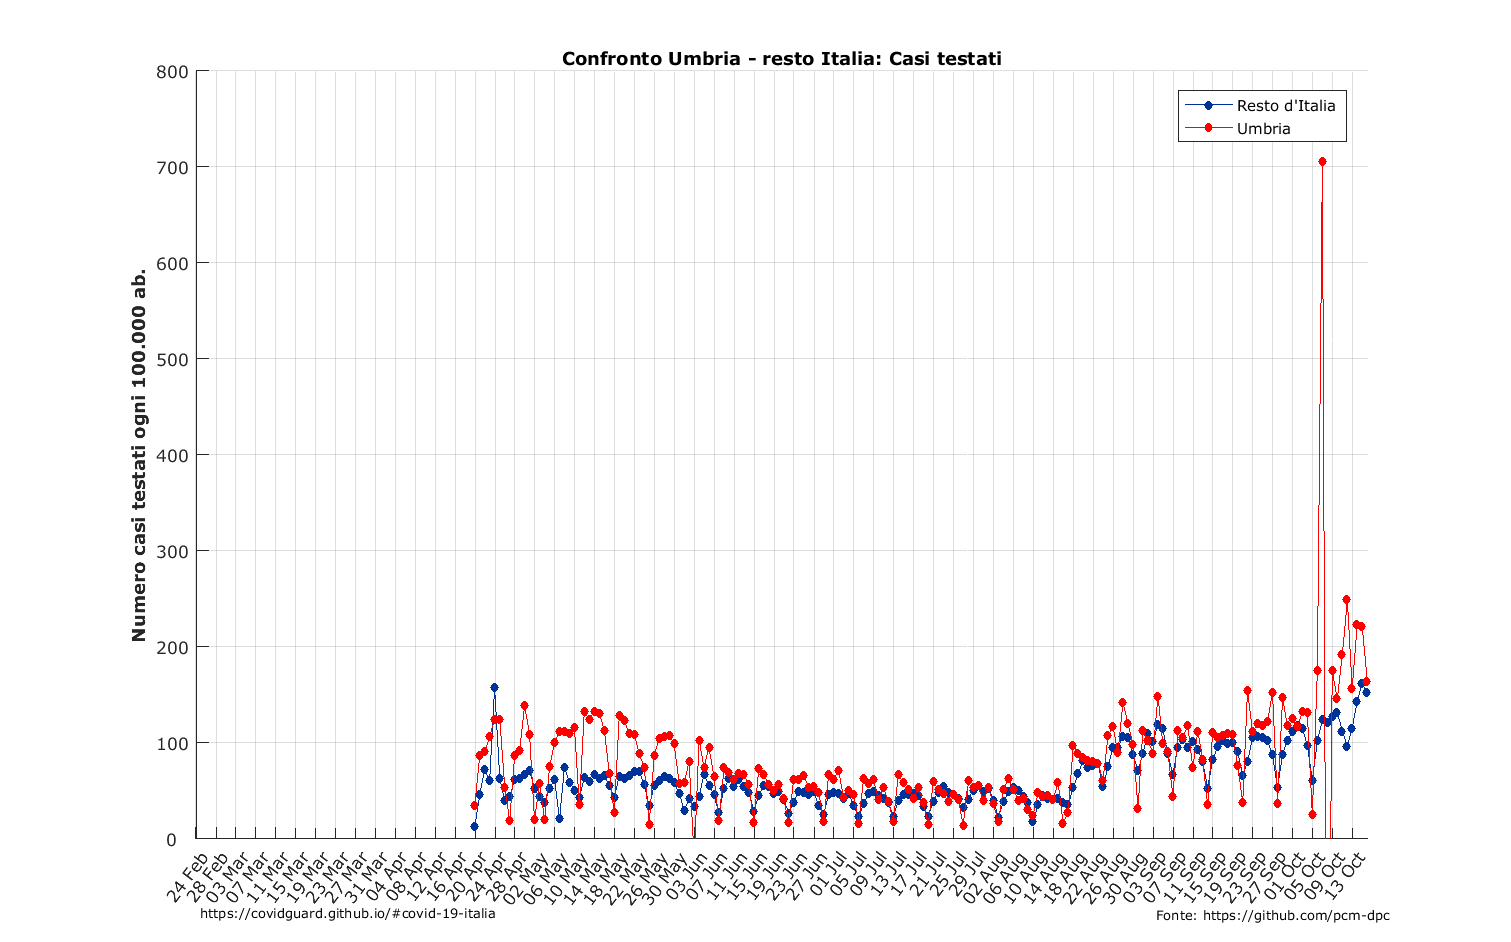 Confronto Umbria - resto Italia: Casi testati
Resto d'Italia
Umbria
Numero casi testati ogni 100.000 ab.
800
700
600
500
400
300
200
100
0
24 Feb
28 Feb
03 Mar
07 Mar
11 Mar
15 Mar
19 Mar
23 Mar
27 Mar
31 Mar
04 Apr
08 Apr
12 Apr
16 Apr
20 Apr
24 Apr
28 Apr
02 May
06 May
10 May
14 May
18 May
22 May
26 May
30 May
03 Jun
07 Jun
11 Jun
15 Jun
19 Jun
23 Jun
27 Jun
01 Jul
05 Jul
09 Jul
13 Jul
17 Jul
21 Jul
25 Jul
29 Jul
02 Aug
06 Aug
10 Aug
14 Aug
18 Aug
22 Aug
26 Aug
30 Aug
03 Sep
07 Sep
11 Sep
15 Sep
19 Sep
23 Sep
27 Sep
01 Oct
05 Oct
09 Oct
13 Oct
https://covidguard.github.io/#covid-19-italia
Fonte: https://github.com/pcm-dpc